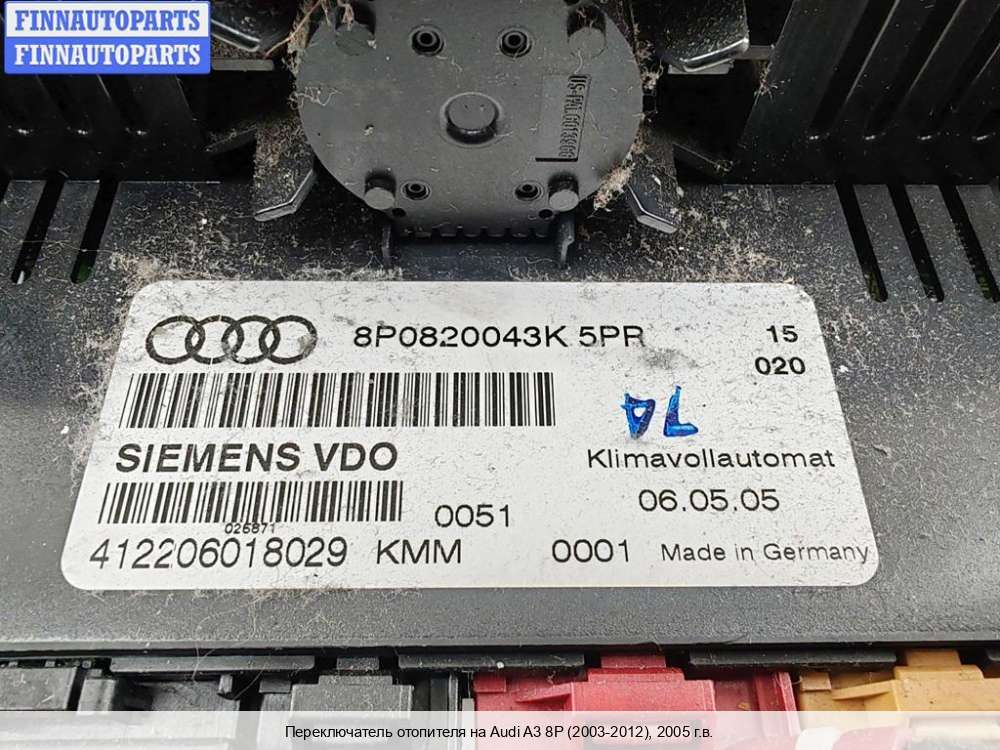 FINNAUTOPARTS
FINNAUTOPARTS
8P0820043K 5PR 15
020
SIEMENS VDO
Klimavollautomat
06.05.05
0051
026871
412206018029 KMM 0001 Made in Germany
Переключатель отопителя на Audi A3 8P (2003-2012), 2005 г.в.